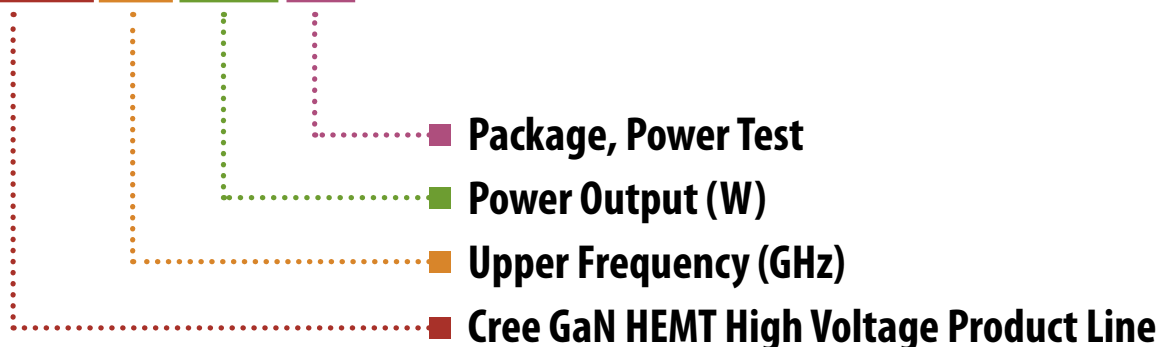 Package, Power Test
Power Output (W)
Upper Frequency (GHz)
Cree GaN HEMT High Voltage Product Line